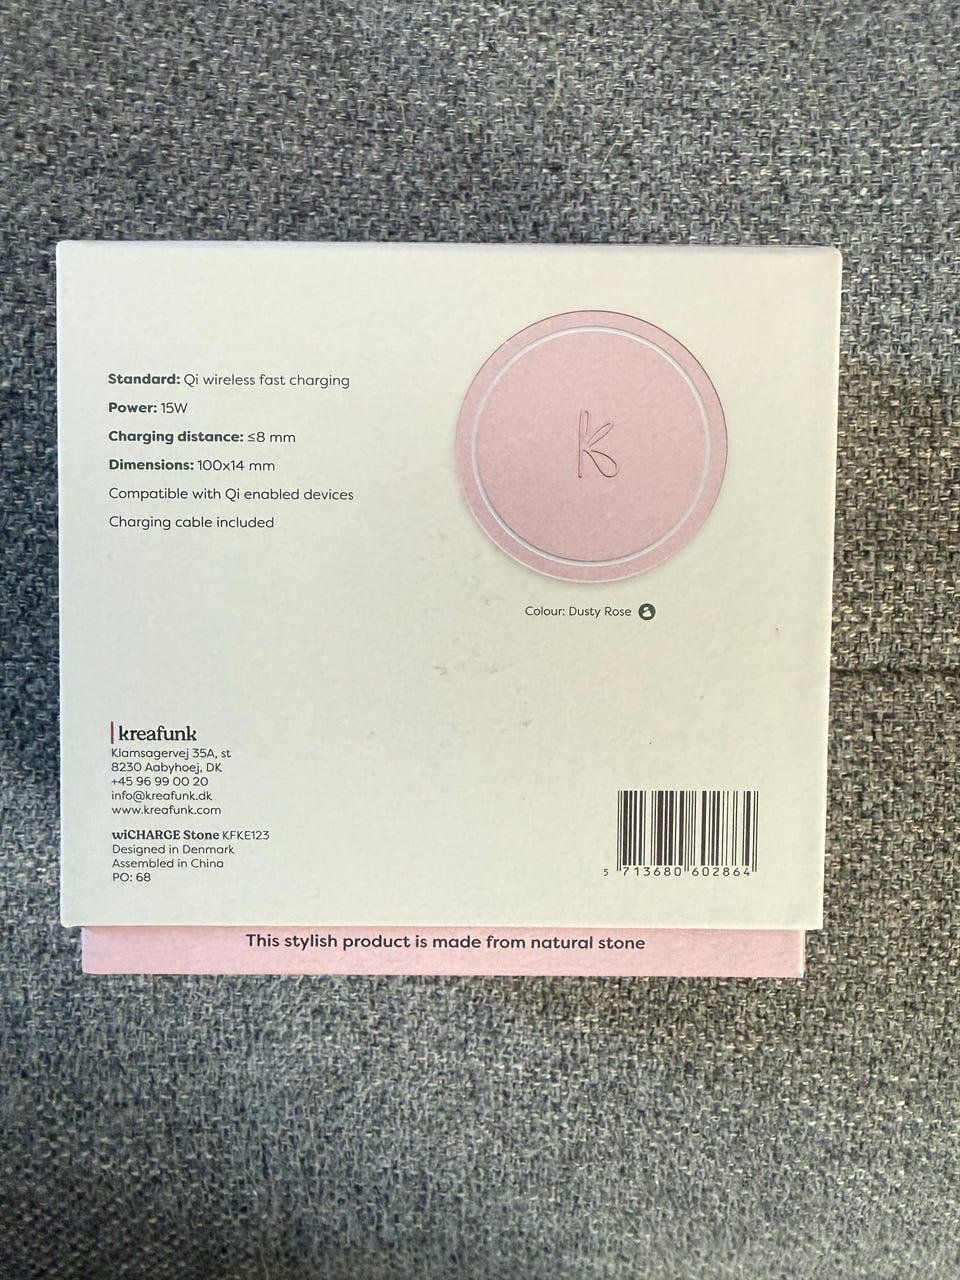 Standard: Qi wireless fast charging
Power: 15W
Charging distance: ≤8 mm
Dimensions: 100x14 mm
Compatible with Qi enabled devices
Charging cable included
K
Colour: Dusty Rose
kreafunk
Klamsagervej 35A, st
8230 Aabyhoej, DK
+45 96 99 00 20
info@kreafunk.dk
www.kreafunk.com
wiCHARGE Stone KFKE123
Designed in Denmark
Assembled in China
PO: 68
5 713680 602864
This stylish product is made from natural stone